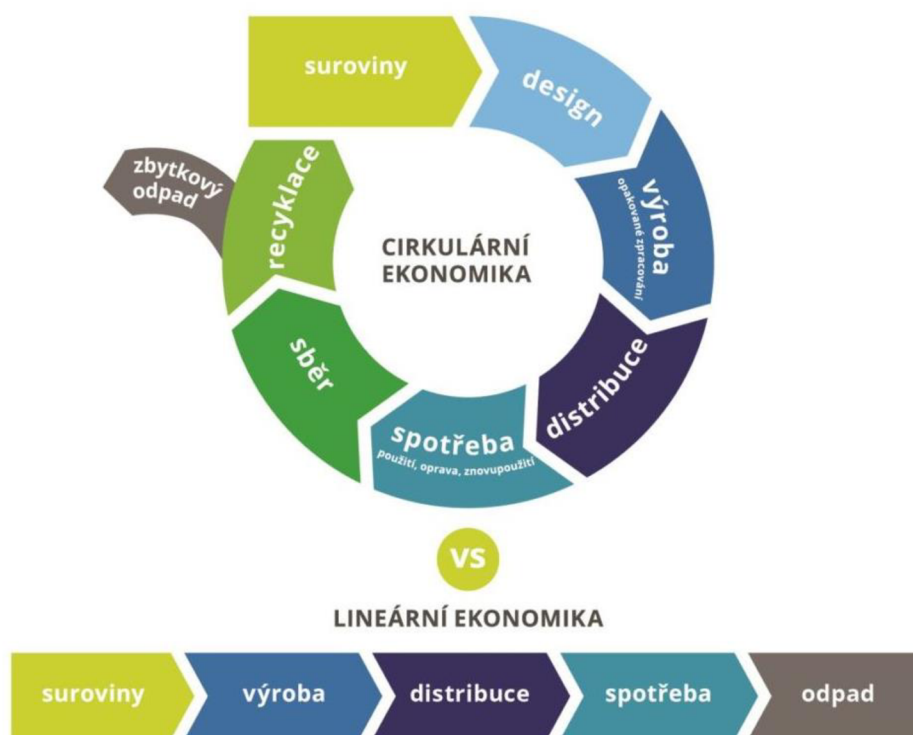 suroviny
design
výroba
opakované zpracování
distribuce
spotřeba
použití, oprava, znovupoužití
sběr
recyklace
zbytkový
odpad
CIRKULÁRNÍ
EKONOMIKA
VS
LINEÁRNÍ EKONOMIKA
suroviny
výroba
distribuce
spotřeba
odpad